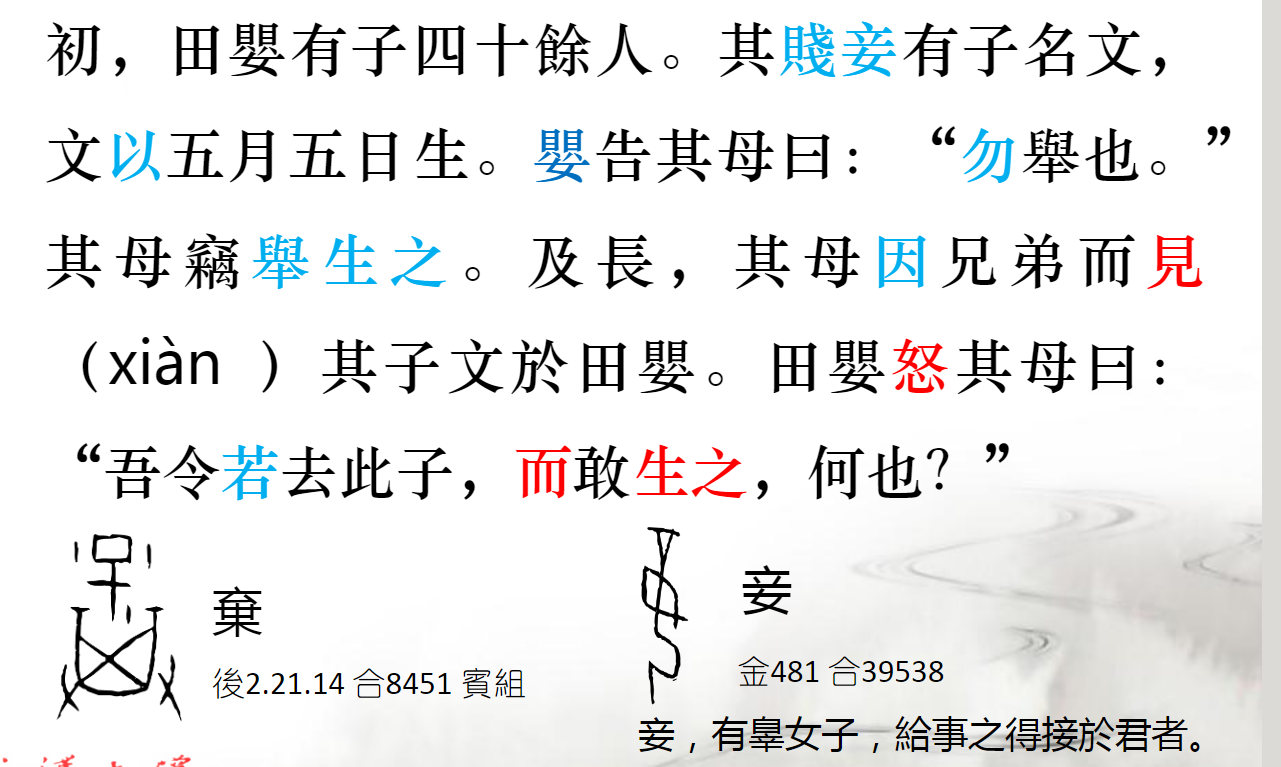 初，田嬰有子四十餘人。其賤妾有子名文，
文以五月五日生。嬰告其母曰：“勿舉也。”
其母竊舉生之。及長，其母因兄弟而見
（xiàn ）其子文於田嬰。田嬰怒其母曰：
“吾令若去此子，而敢生之，何也？”
棄
後2.21.14 合8451 賓組
妾
金481 合39538
妾，有辠女子，給事之得接於君者。